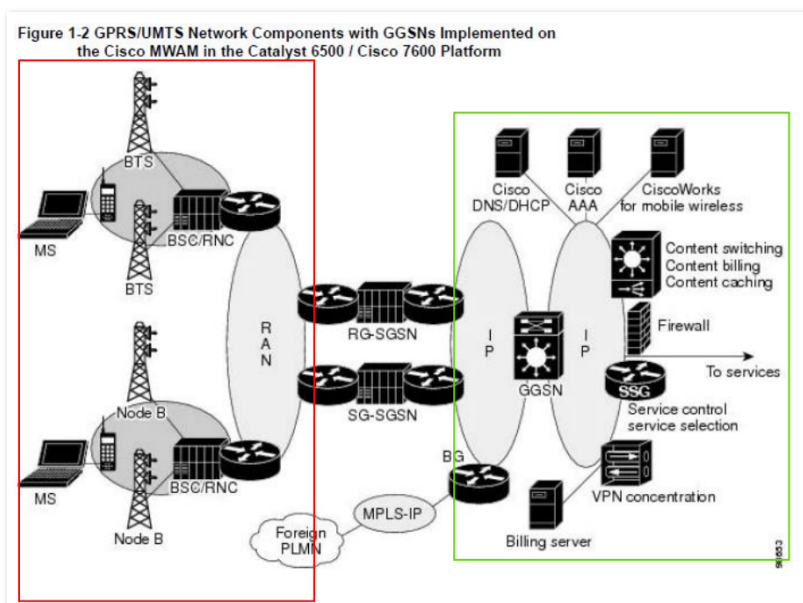 Figure 1-2 GPRS/UMTS Network Components with GGSNs Implemented on
the Cisco MWAM in the Catalyst 6500 / Cisco 7600 Platform
BTS
MS
BSC/RNC
BTS
Node B
MS
BSC/RNC
Node B
R
A
N
RG-SGSN
SG-SGSN
BG
MPLS-IP
Foreign
PLMN
Cisco
DNS/DHCP
Cisco
AAA
CiscoWorks
for mobile wireless
I
P
GGSN
I
P
Content switching
Content billing
Content caching
Firewall
To services
SSG
Service control
service selection
VPN concentration
Billing server